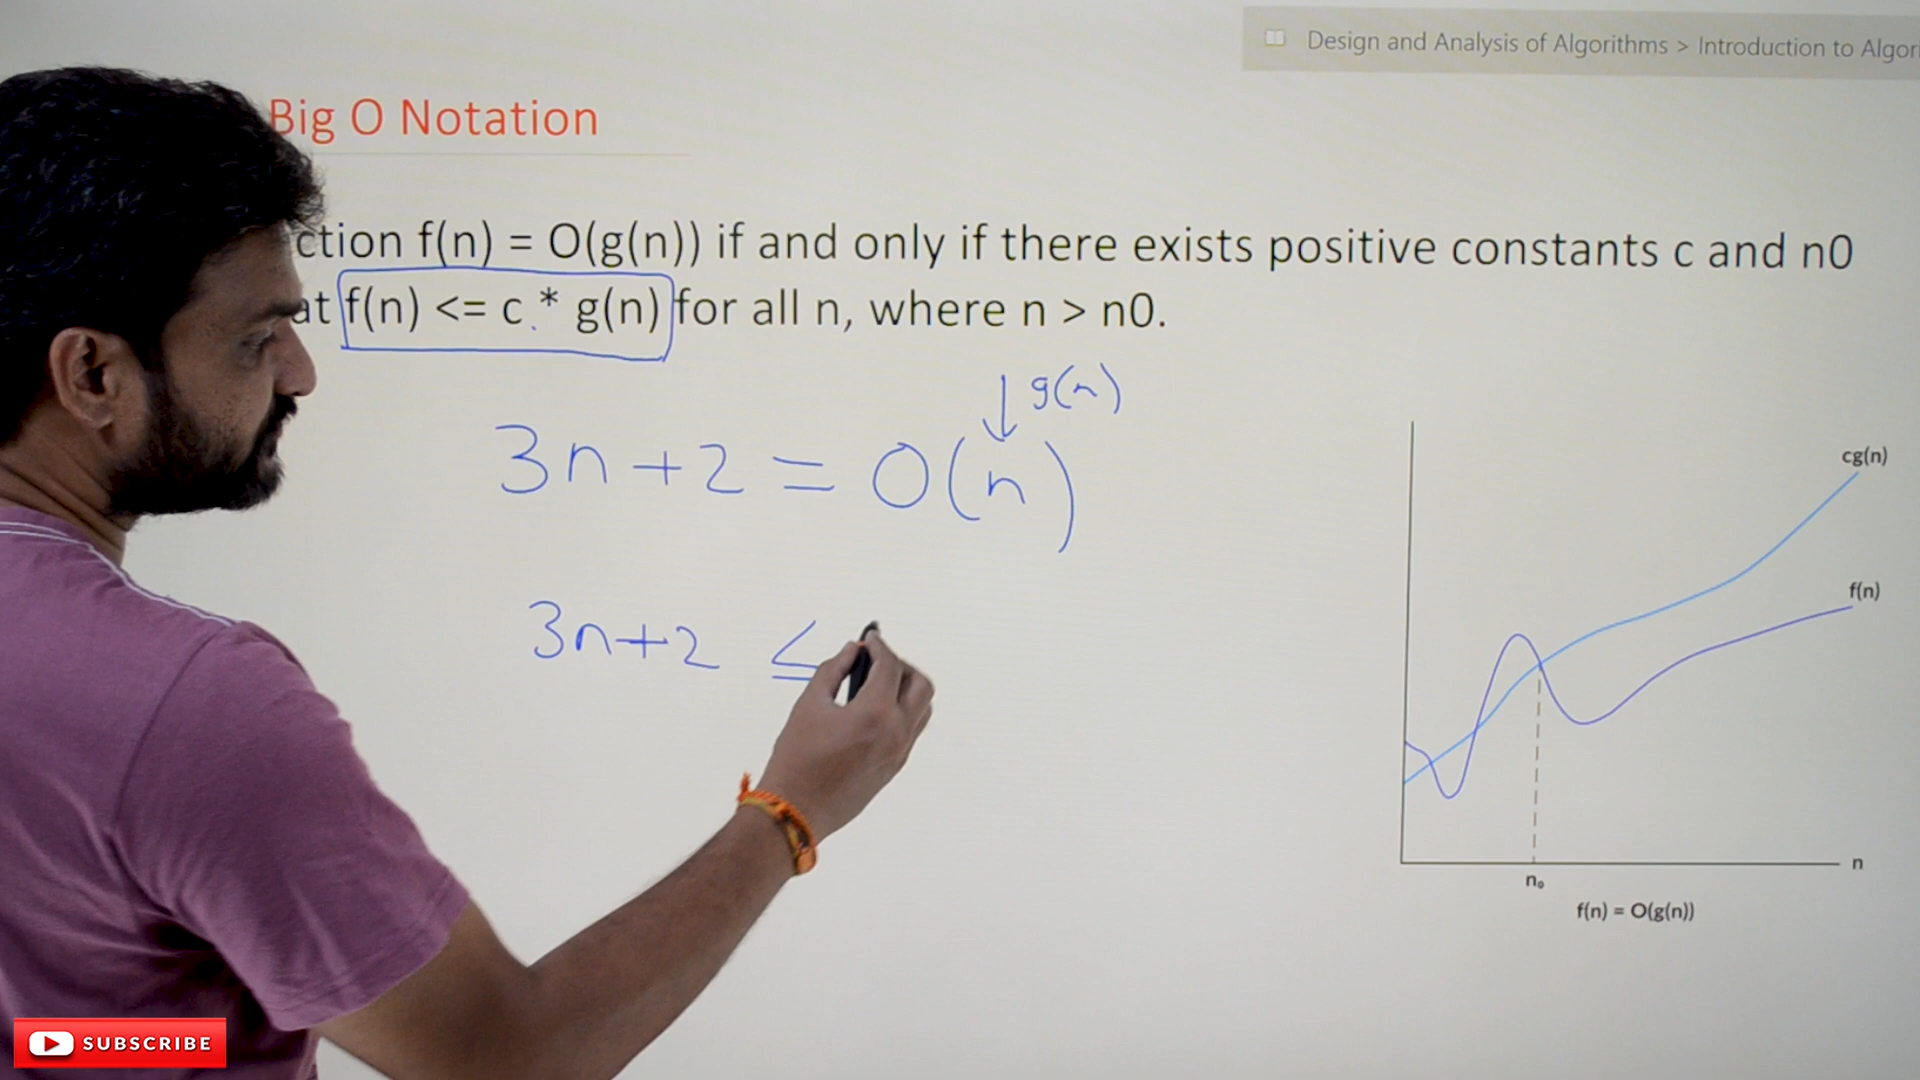 Design and Analysis of Algorithms > Introduction to Algor
Big O Notation
ction f(n) = O(g(n)) if and only if there exists positive constants c and n0
at f(n) <= c * g(n) for all n, where n > n0.
g(n)
3n+2 = O(n)
3n+2 ≤
cg(n)
f(n)
n
n₀
f(n) = O(g(n))
SUBSCRIBE